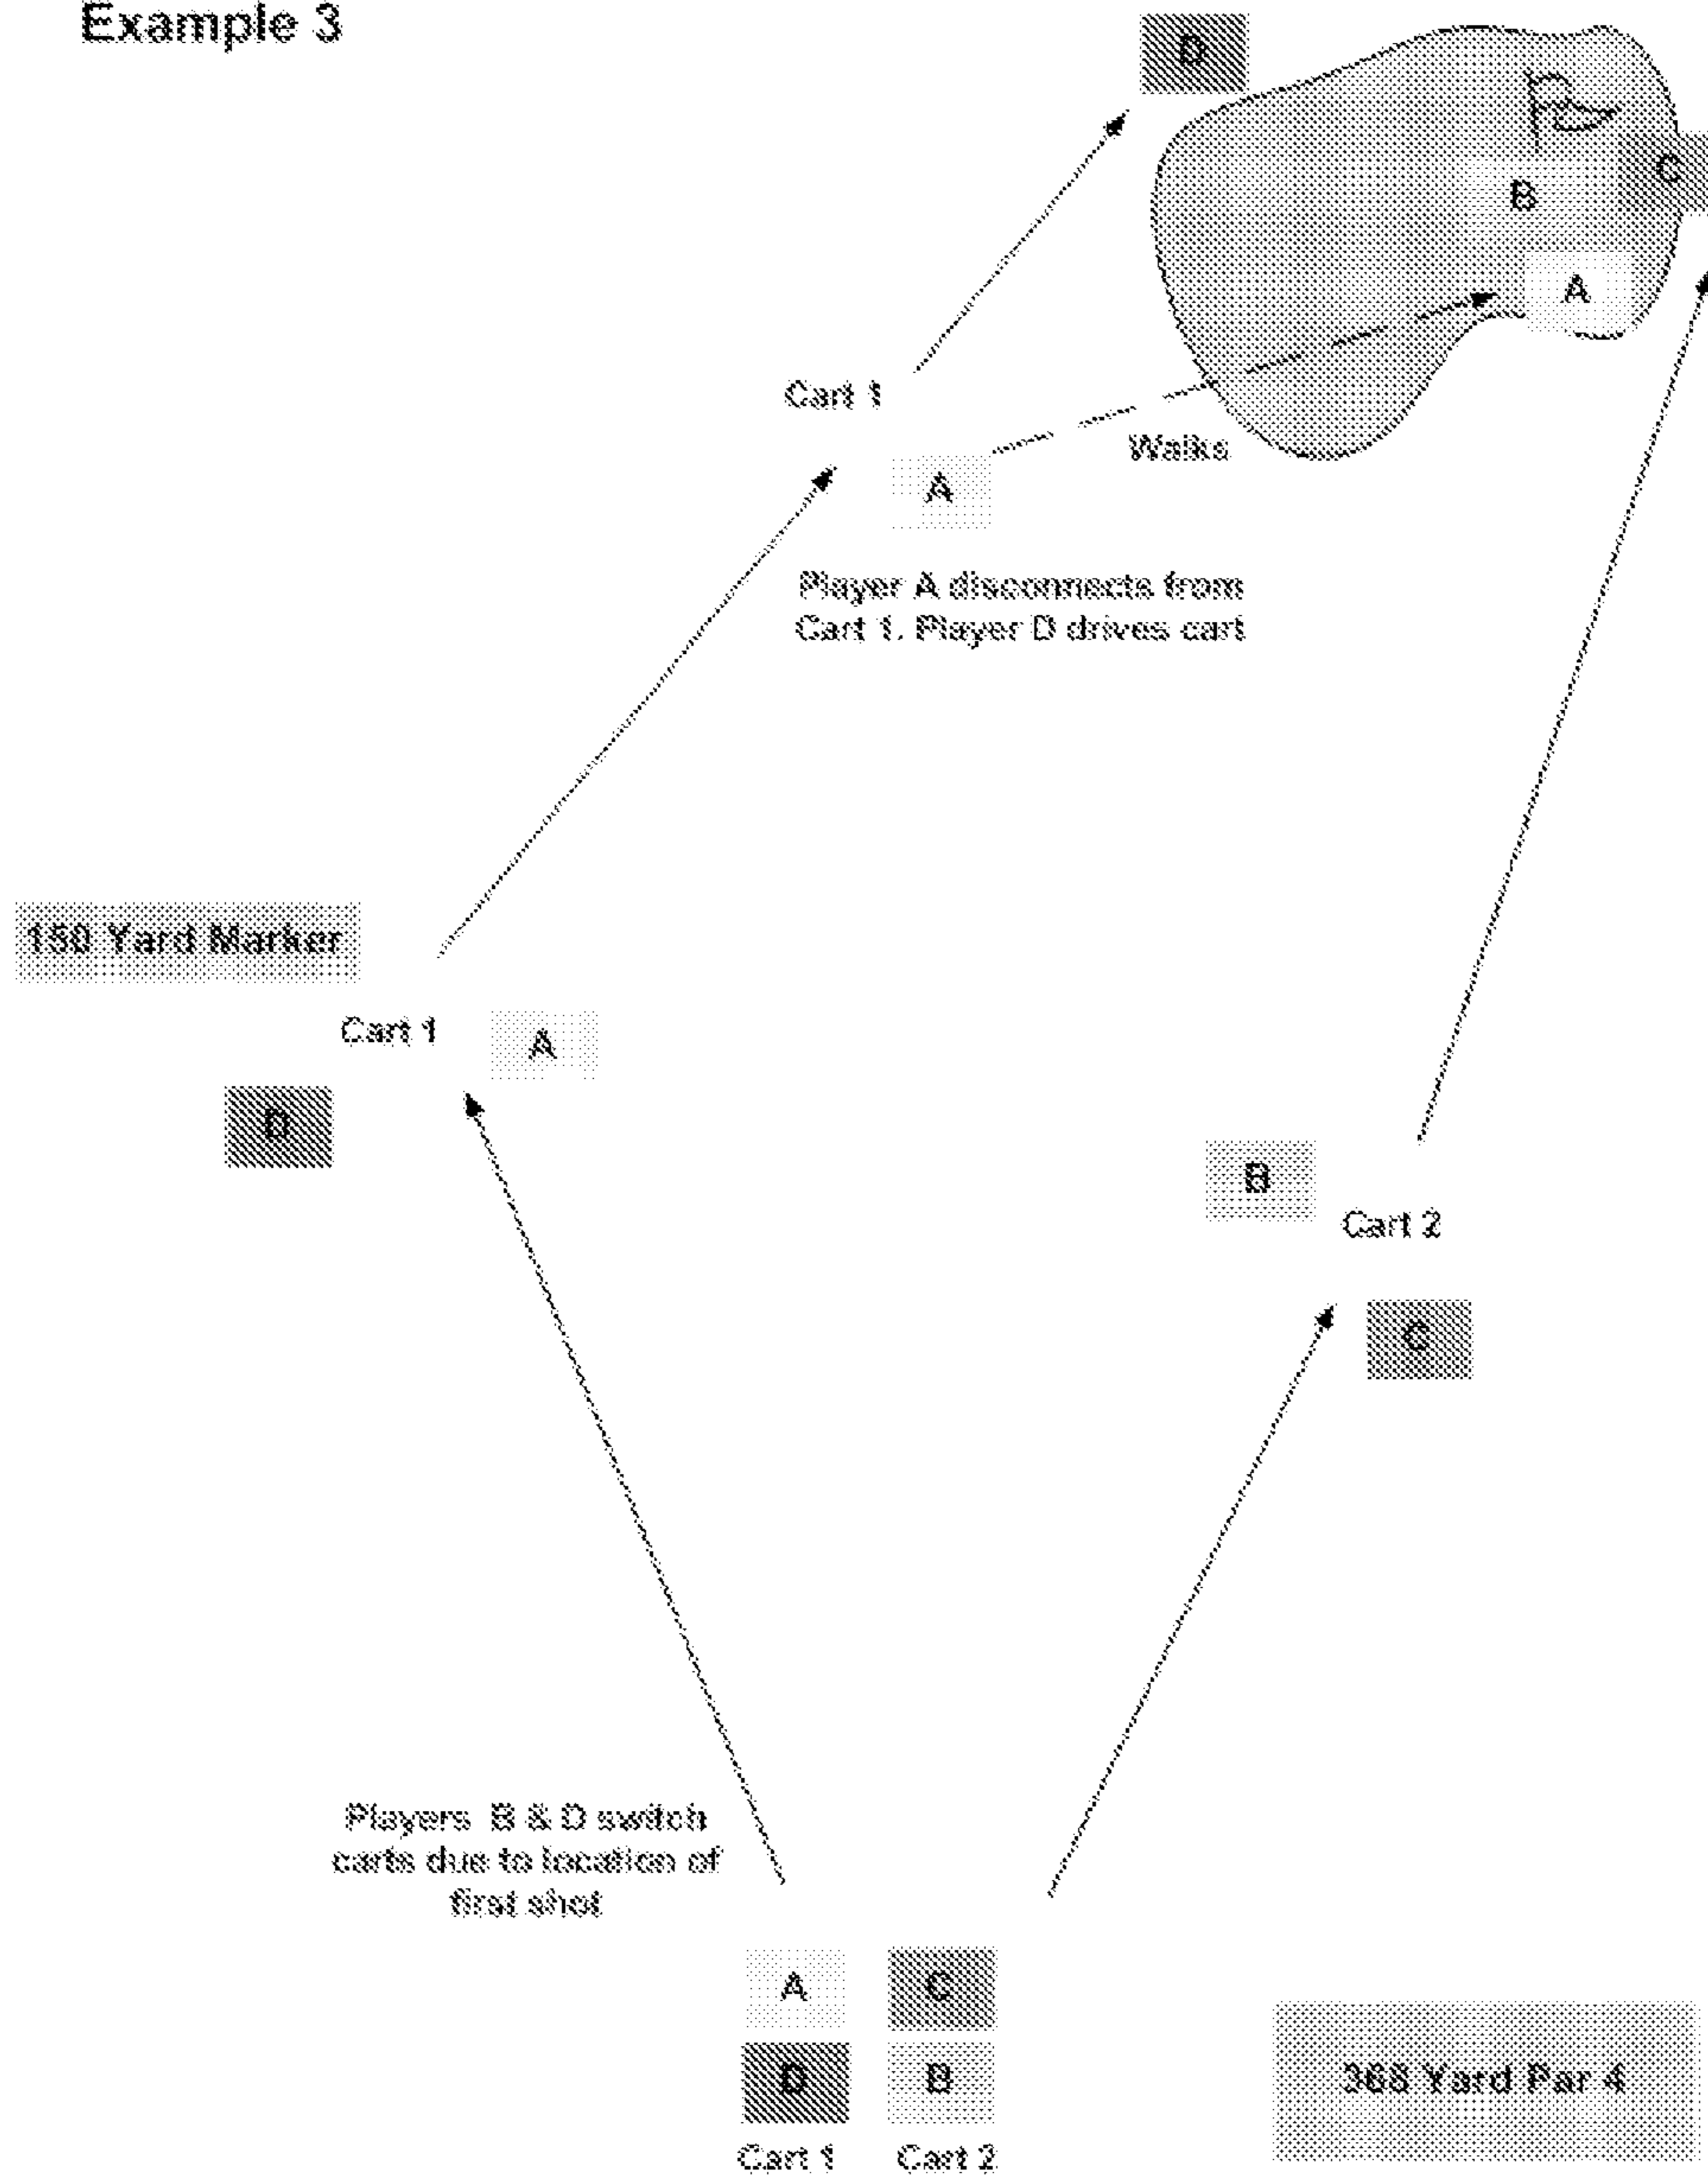 Example 3
D
C
B
A
Cart 1
Walks
A
Player A disconnects from
Cart 1. Player D drives cart
150 Yard Marker
Cart 1
A
D
B
Cart 2
C
Players B & D switch
carts due to location of
first shot
A
C
D
B
Cart 1
Cart 2
368 Yard Par 4